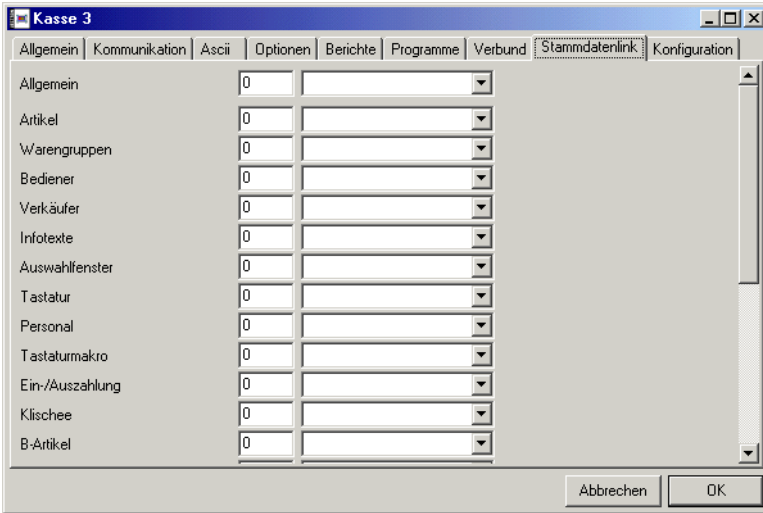 Kasse 3
Allgemein Kommunikation Ascii Optionen Berichte Programme Verbund Stammdatenlink Konfiguration
Allgemein 0
Artikel 0
Warengruppen 0
Bediener 0
Verkäufer 0
Infotexte 0
Auswahlfenster 0
Tastatur 0
Personal 0
Tastaturmakro 0
Ein-/Auszahlung 0
Klischee 0
B-Artikel 0
Abbrechen OK